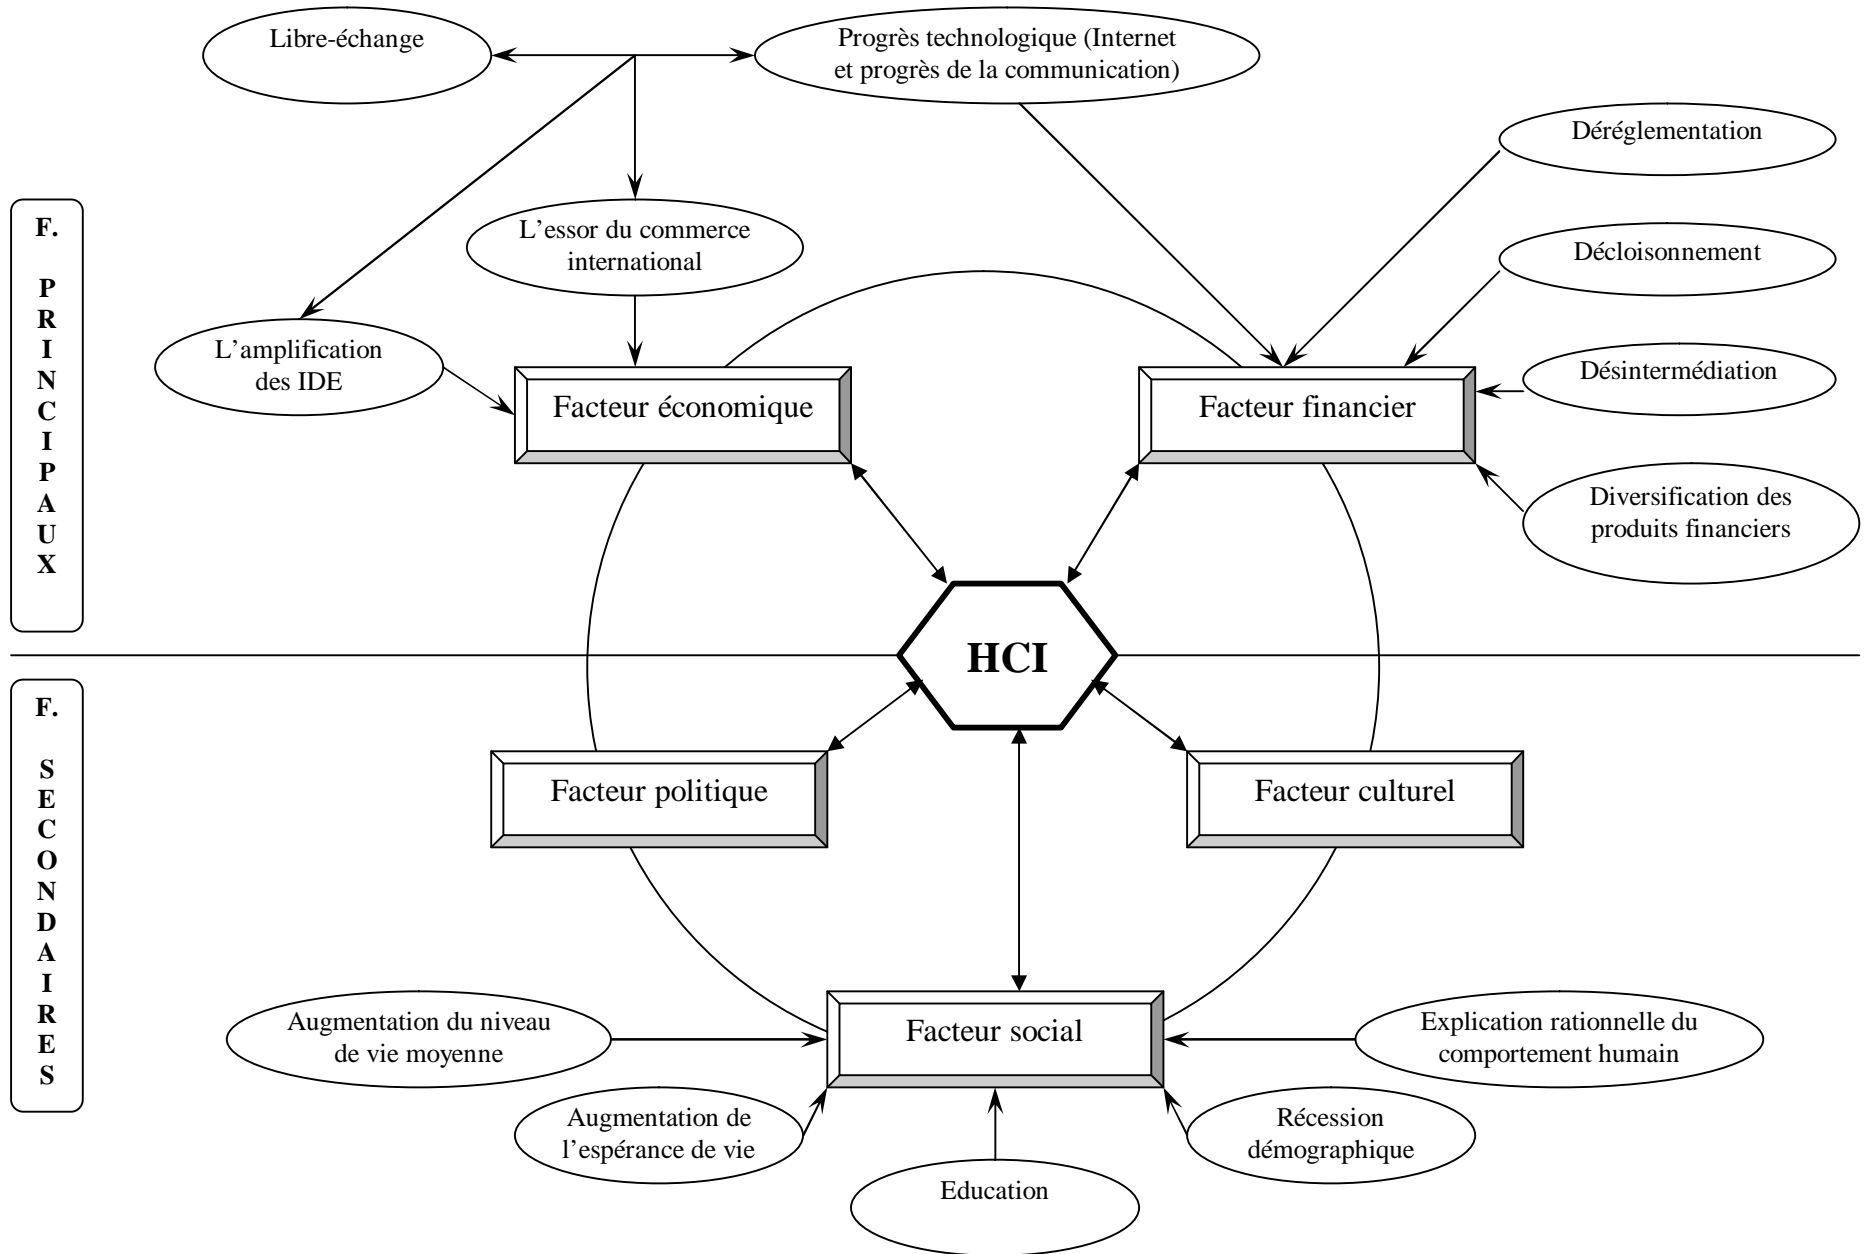 Libre-échange
Progrès technologique (Internet
et progrès de la communication)
Déréglementation
F.
P
R
I
N
C
I
P
A
U
X
L’essor du commerce
international
Décloisonnement
L’amplification
des IDE
Facteur économique
Facteur financier
Désintermédiation
Diversification des
produits financiers
HCI
F.
S
E
C
O
N
D
A
I
R
E
S
Facteur politique
Facteur culturel
Augmentation du niveau
de vie moyenne
Facteur social
Explication rationnelle du
comportement humain
Augmentation de
l’espérance de vie
Education
Récession
démographique